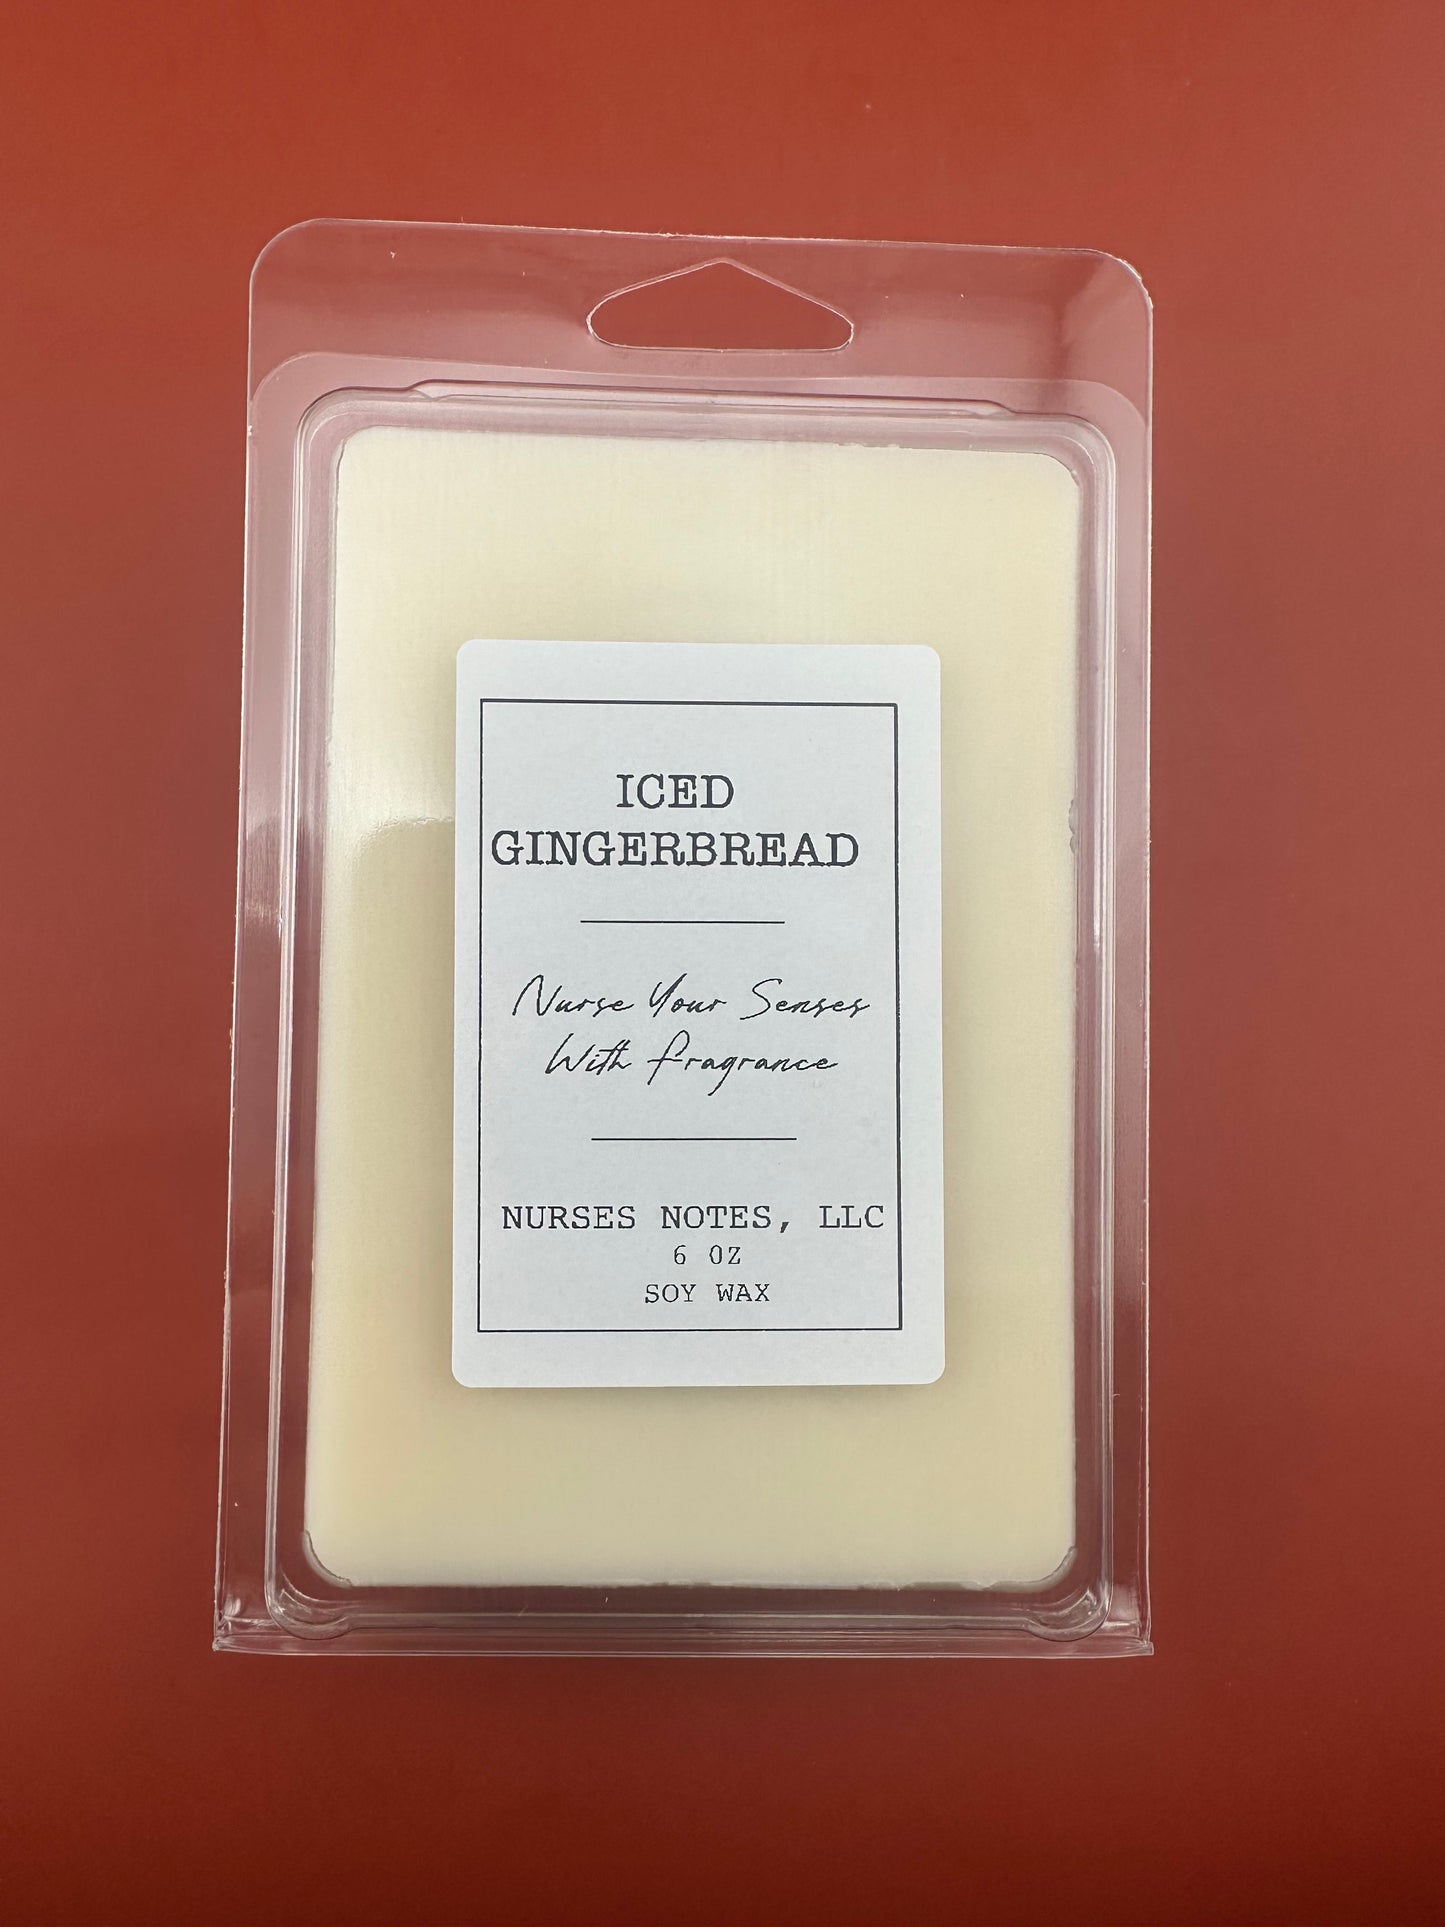 ICED
GINGERBREAD
Nurse Your Senses
With Fragrance
NURSES NOTES, LLC
6 OZ
SOY WAX